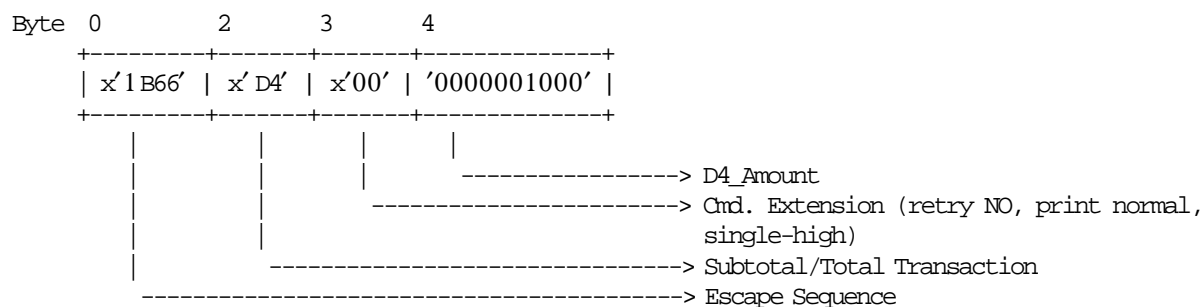 Byte 0 2 3 4
+---------+-------+-------+--------------+
| x′1B66′ | x′D4′ | x′00′ | ′0000001000′ |
+---------+-------+-------+--------------+
| | | |
| | | -----------------> D4_Amount
| | ------------------------> Cmd. Extension (retry NO, print normal,
| | single-high)
| --------------------------------> Subtotal/Total Transaction
------------------------------------------> Escape Sequence